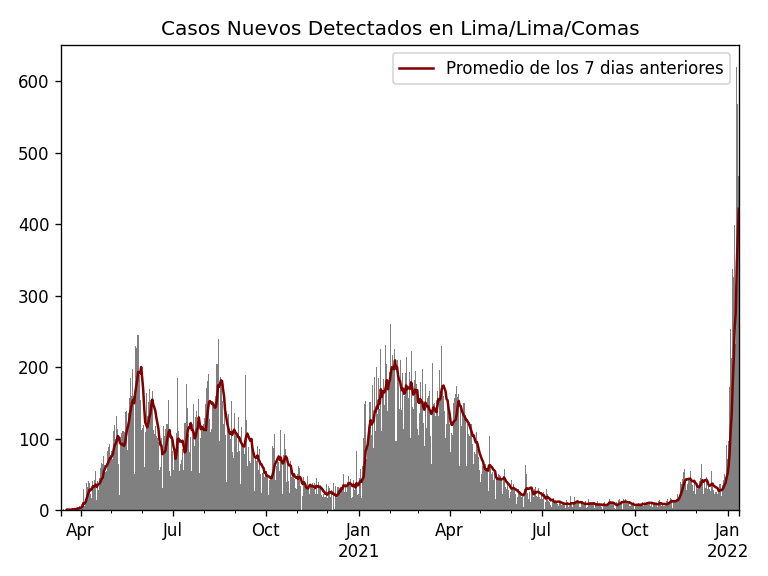 Casos Nuevos Detectados en Lima/Lima/Comas
Promedio de los 7 dias anteriores
600
500
400
300
200
100
0
Apr Jul Oct Jan Apr Jul Oct Jan
2021 2022